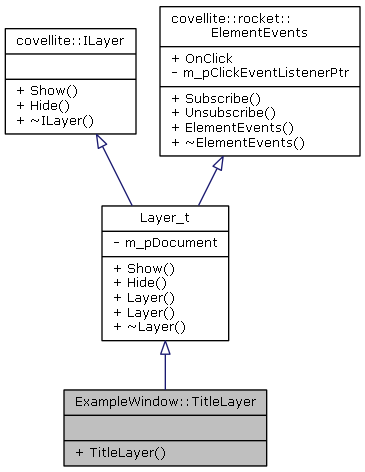 covellite::ILayer
+ Show()
+ Hide()
+ ~ILayer()
covellite::rocket::
ElementEvents
+ OnClick
- m_pClickEventListenerPtr
+ Subscribe()
+ Unsubscribe()
+ ElementEvents()
+ ~ElementEvents()
Layer_t
- m_pDocument
+ Show()
+ Hide()
+ Layer()
+ Layer()
+ ~Layer()
ExampleWindow::TitleLayer
+ TitleLayer()